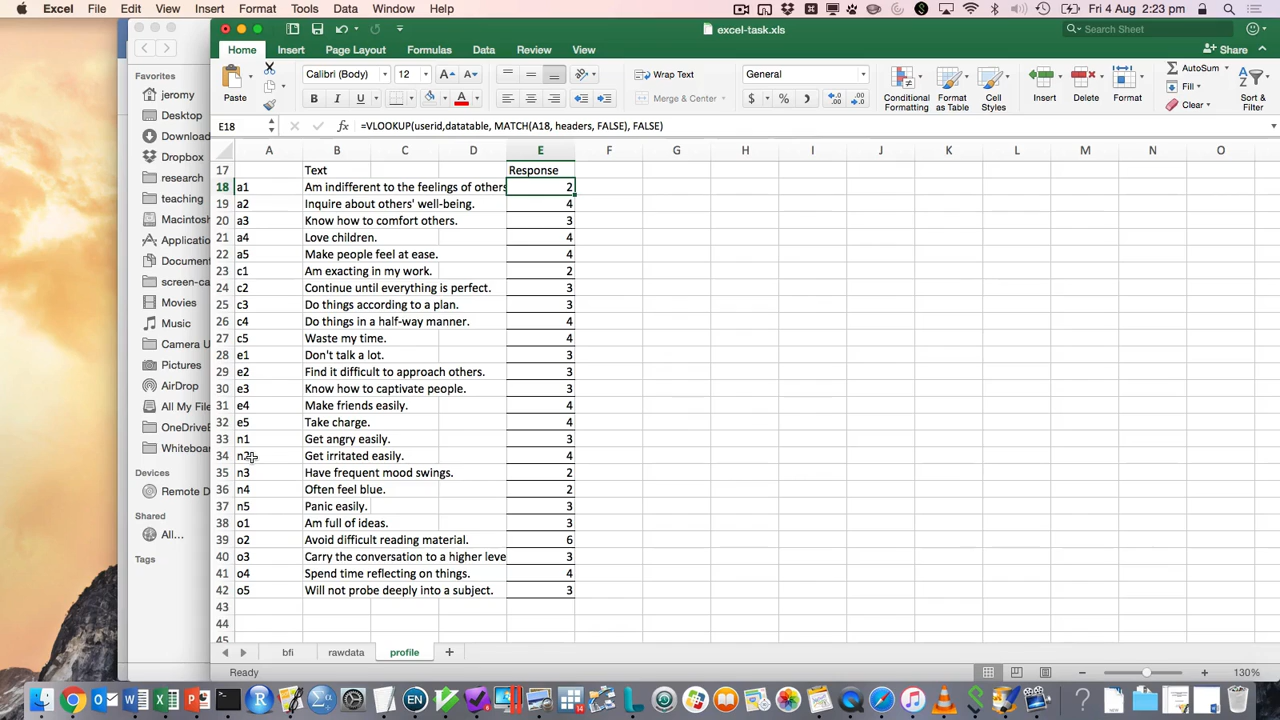 Excel File Edit View Insert Format Tools Data Window Help Fri 4 Aug 2:23 pm
excel-task.xls
Search Sheet
Home Insert Page Layout Formulas Data Review View Share
Paste Calibri (Body) 12 Wrap Text General Conditional Formatting Format as Table Cell Styles Insert Delete Format AutoSum Sort & Filter
Merge & Center Fill
Clear
E18 =VLOOKUP(userid,datatable, MATCH(A18, headers, FALSE), FALSE)
A B C D E F G H I J K L M N O
17 Text Response
18 a1 Am indifferent to the feelings of others 2
19 a2 Inquire about others' well-being. 4
20 a3 Know how to comfort others. 3
21 a4 Love children. 4
22 a5 Make people feel at ease. 4
23 c1 Am exacting in my work. 2
24 c2 Continue until everything is perfect. 3
25 c3 Do things according to a plan. 3
26 c4 Do things in a half-way manner. 4
27 c5 Waste my time. 4
28 e1 Don't talk a lot. 3
29 e2 Find it difficult to approach others. 3
30 e3 Know how to captivate people. 3
31 e4 Make friends easily. 4
32 e5 Take charge. 4
33 n1 Get angry easily. 3
34 n2 Get irritated easily. 4
35 n3 Have frequent mood swings. 2
36 n4 Often feel blue. 2
37 n5 Panic easily. 3
38 o1 Am full of ideas. 3
39 o2 Avoid difficult reading material. 6
40 o3 Carry the conversation to a higher leve 3
41 o4 Spend time reflecting on things. 4
42 o5 Will not probe deeply into a subject. 3
43
44
45
Favorites
jeromy
Desktop
Download
Dropbox
research
teaching
Macintos
Applicatio
Document
screen-ca
Movies
Music
Camera U
Pictures
AirDrop
All My File
OneDriveB
Whiteboar
Devices
Remote D
Shared
All...
Tags
bfi rawdata profile
Ready 130%